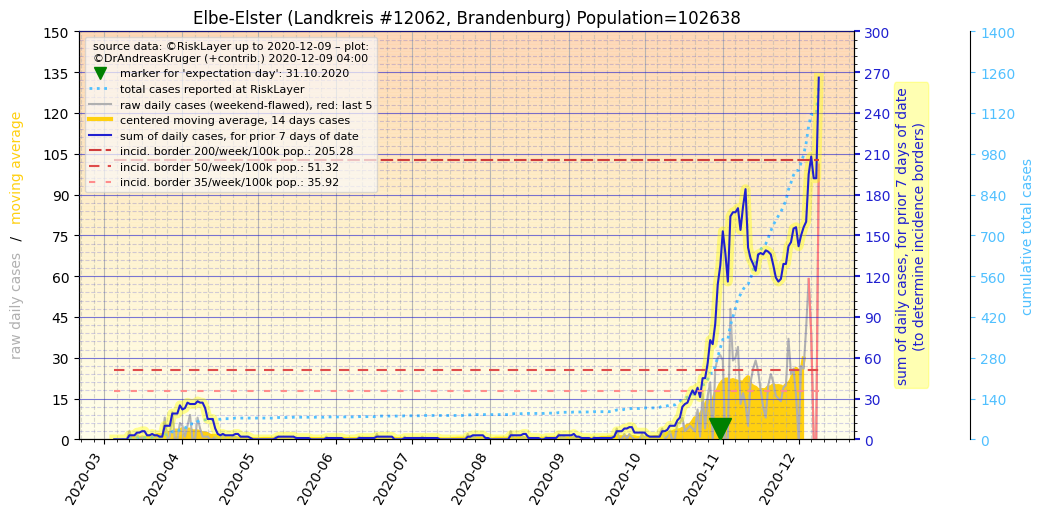 Elbe-Elster (Landkreis #12062, Brandenburg) Population=102638
source data: ©RiskLayer up to 2020-12-09 – plot:
©DrAndreasKruger (+contrib.) 2020-12-09 04:00
marker for 'expectation day': 31.10.2020
total cases reported at RiskLayer
raw daily cases (weekend-flawed), red: last 5
centered moving average, 14 days cases
sum of daily cases, for prior 7 days of date
incid. border 200/week/100k pop.: 205.28
incid. border 50/week/100k pop.: 51.32
incid. border 35/week/100k pop.: 35.92
raw daily cases / moving average
150
135
120
105
90
75
60
45
30
15
0
2020-03
2020-04
2020-05
2020-06
2020-07
2020-08
2020-09
2020-10
2020-11
2020-12
300
270
240
210
180
150
120
90
60
30
0
sum of daily cases, for prior 7 days of date
(to determine incidence borders)
1400
1260
1120
980
840
700
560
420
280
140
0
cumulative total cases